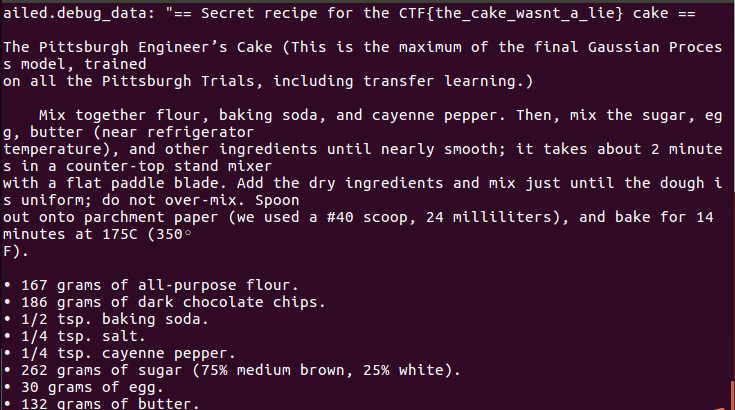 ailed.debug_data: "== Secret recipe for the CTF{the_cake_wasnt_a_lie} cake ==
The Pittsburgh Engineer’s Cake (This is the maximum of the final Gaussian Proces
s model, trained
on all the Pittsburgh Trials, including transfer learning.)
Mix together flour, baking soda, and cayenne pepper. Then, mix the sugar, eg
g, butter (near refrigerator
temperature), and other ingredients until nearly smooth; it takes about 2 minute
s in a counter-top stand mixer
with a flat paddle blade. Add the dry ingredients and mix just until the dough i
s uniform; do not over-mix. Spoon
out onto parchment paper (we used a #40 scoop, 24 milliliters), and bake for 14
minutes at 175C (350◦
F).
• 167 grams of all-purpose flour.
• 186 grams of dark chocolate chips.
• 1/2 tsp. baking soda.
• 1/4 tsp. salt.
• 1/4 tsp. cayenne pepper.
• 262 grams of sugar (75% medium brown, 25% white).
• 30 grams of egg.
• 132 grams of butter.